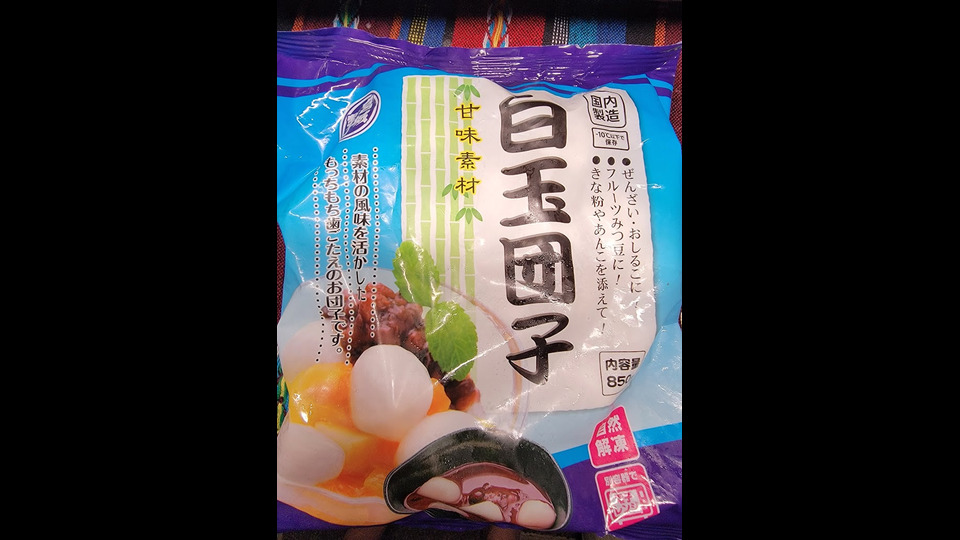 国内製造
-10℃以下で
保存
●ぜんざい・おしるこに!
●フルーツみつ豆に!
●きな粉やあんこを添えて!
白玉団子
甘味素材
素材の風味を活かした
もっちもち歯ごたえのお団子です。
内容量
850
自然
解凍